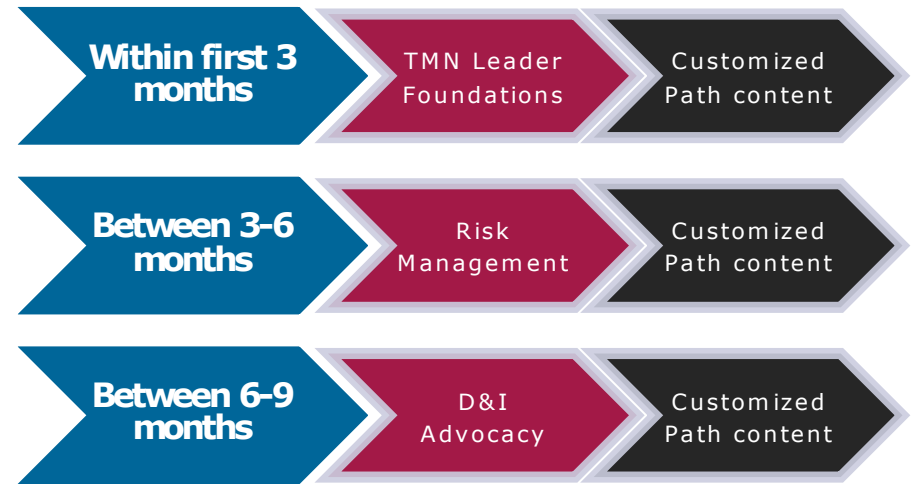 Within first 3
months
TMN Leader
Foundations
Customized
Path content
Between 3-6
months
Risk
Management
Customized
Path content
Between 6-9
months
D&I
Advocacy
Customized
Path content